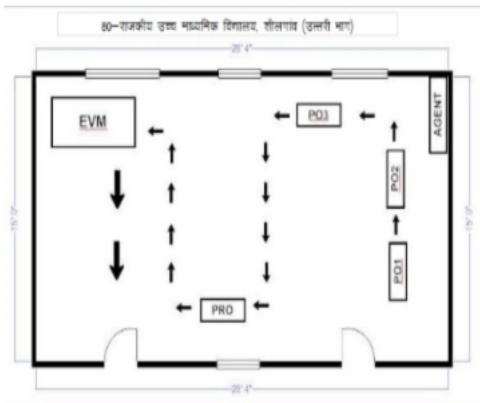 80-राजकीय उच्च माध्यमिक विद्यालय, शीलगांव (उत्तरी भाग)
25' 4"
EVM
PO3
AGENT
PO2
PO1
PRO
15' 0"
15' 0"
25' 4"